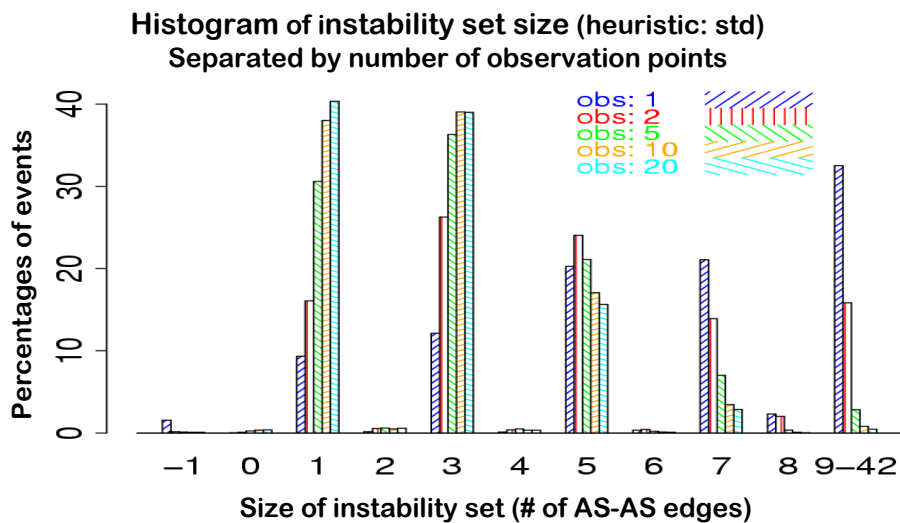 Histogram of instability set size (heuristic: std)
Separated by number of observation points
obs: 1
obs: 2
obs: 5
obs: 10
obs: 20
40
30
20
10
0
Percentages of events
−1 0 1 2 3 4 5 6 7 8 9−42
Size of instability set (# of AS-AS edges)